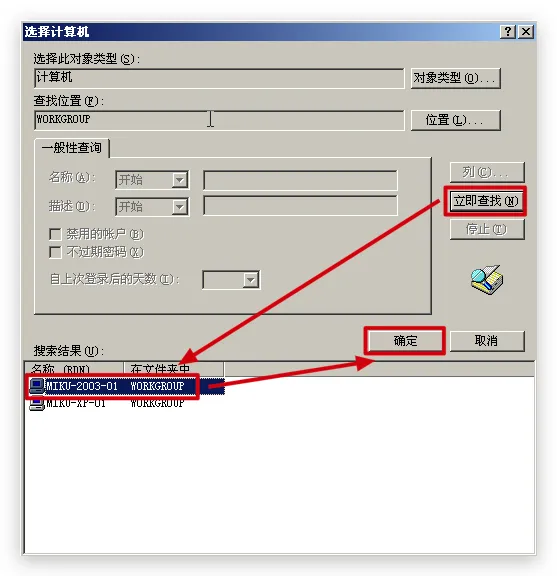 选择计算机
选择此对象类型(S):
计算机
对象类型(O)...
查找位置(F):
WORKGROUP
位置(L)...
一般性查询
名称(A):
开始
列(C)...
描述(D):
开始
立即查找(N)
禁用的帐户(B)
停止(T)
不过期密码(X)
自上次登录后的天数(I):
确定
取消
搜索结果(U):
名称 (RDN) 在文件夹中
MIKU-2003-01 WORKGROUP
MIKU-XP-01 WORKGROUP